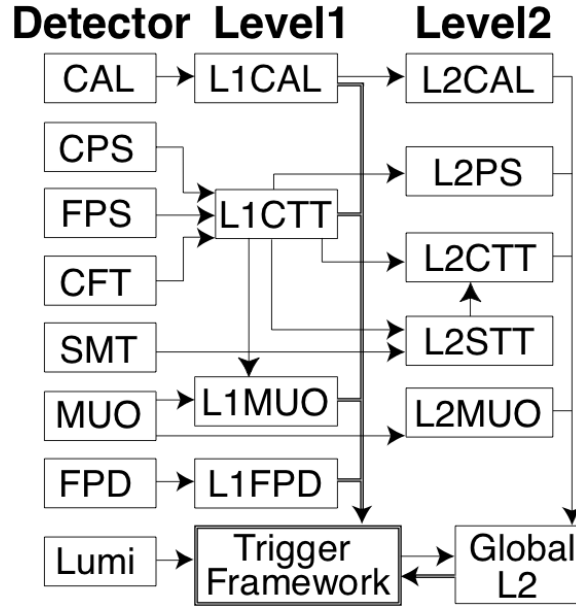 Detector Level1 Level2
CAL L1CAL L2CAL
CPS
L2PS
FPS L1CTT
L2CTT
CFT
SMT L2STT
MUO L1MUO L2MUO
FPD L1FPD
Lumi Trigger Global
Framework L2